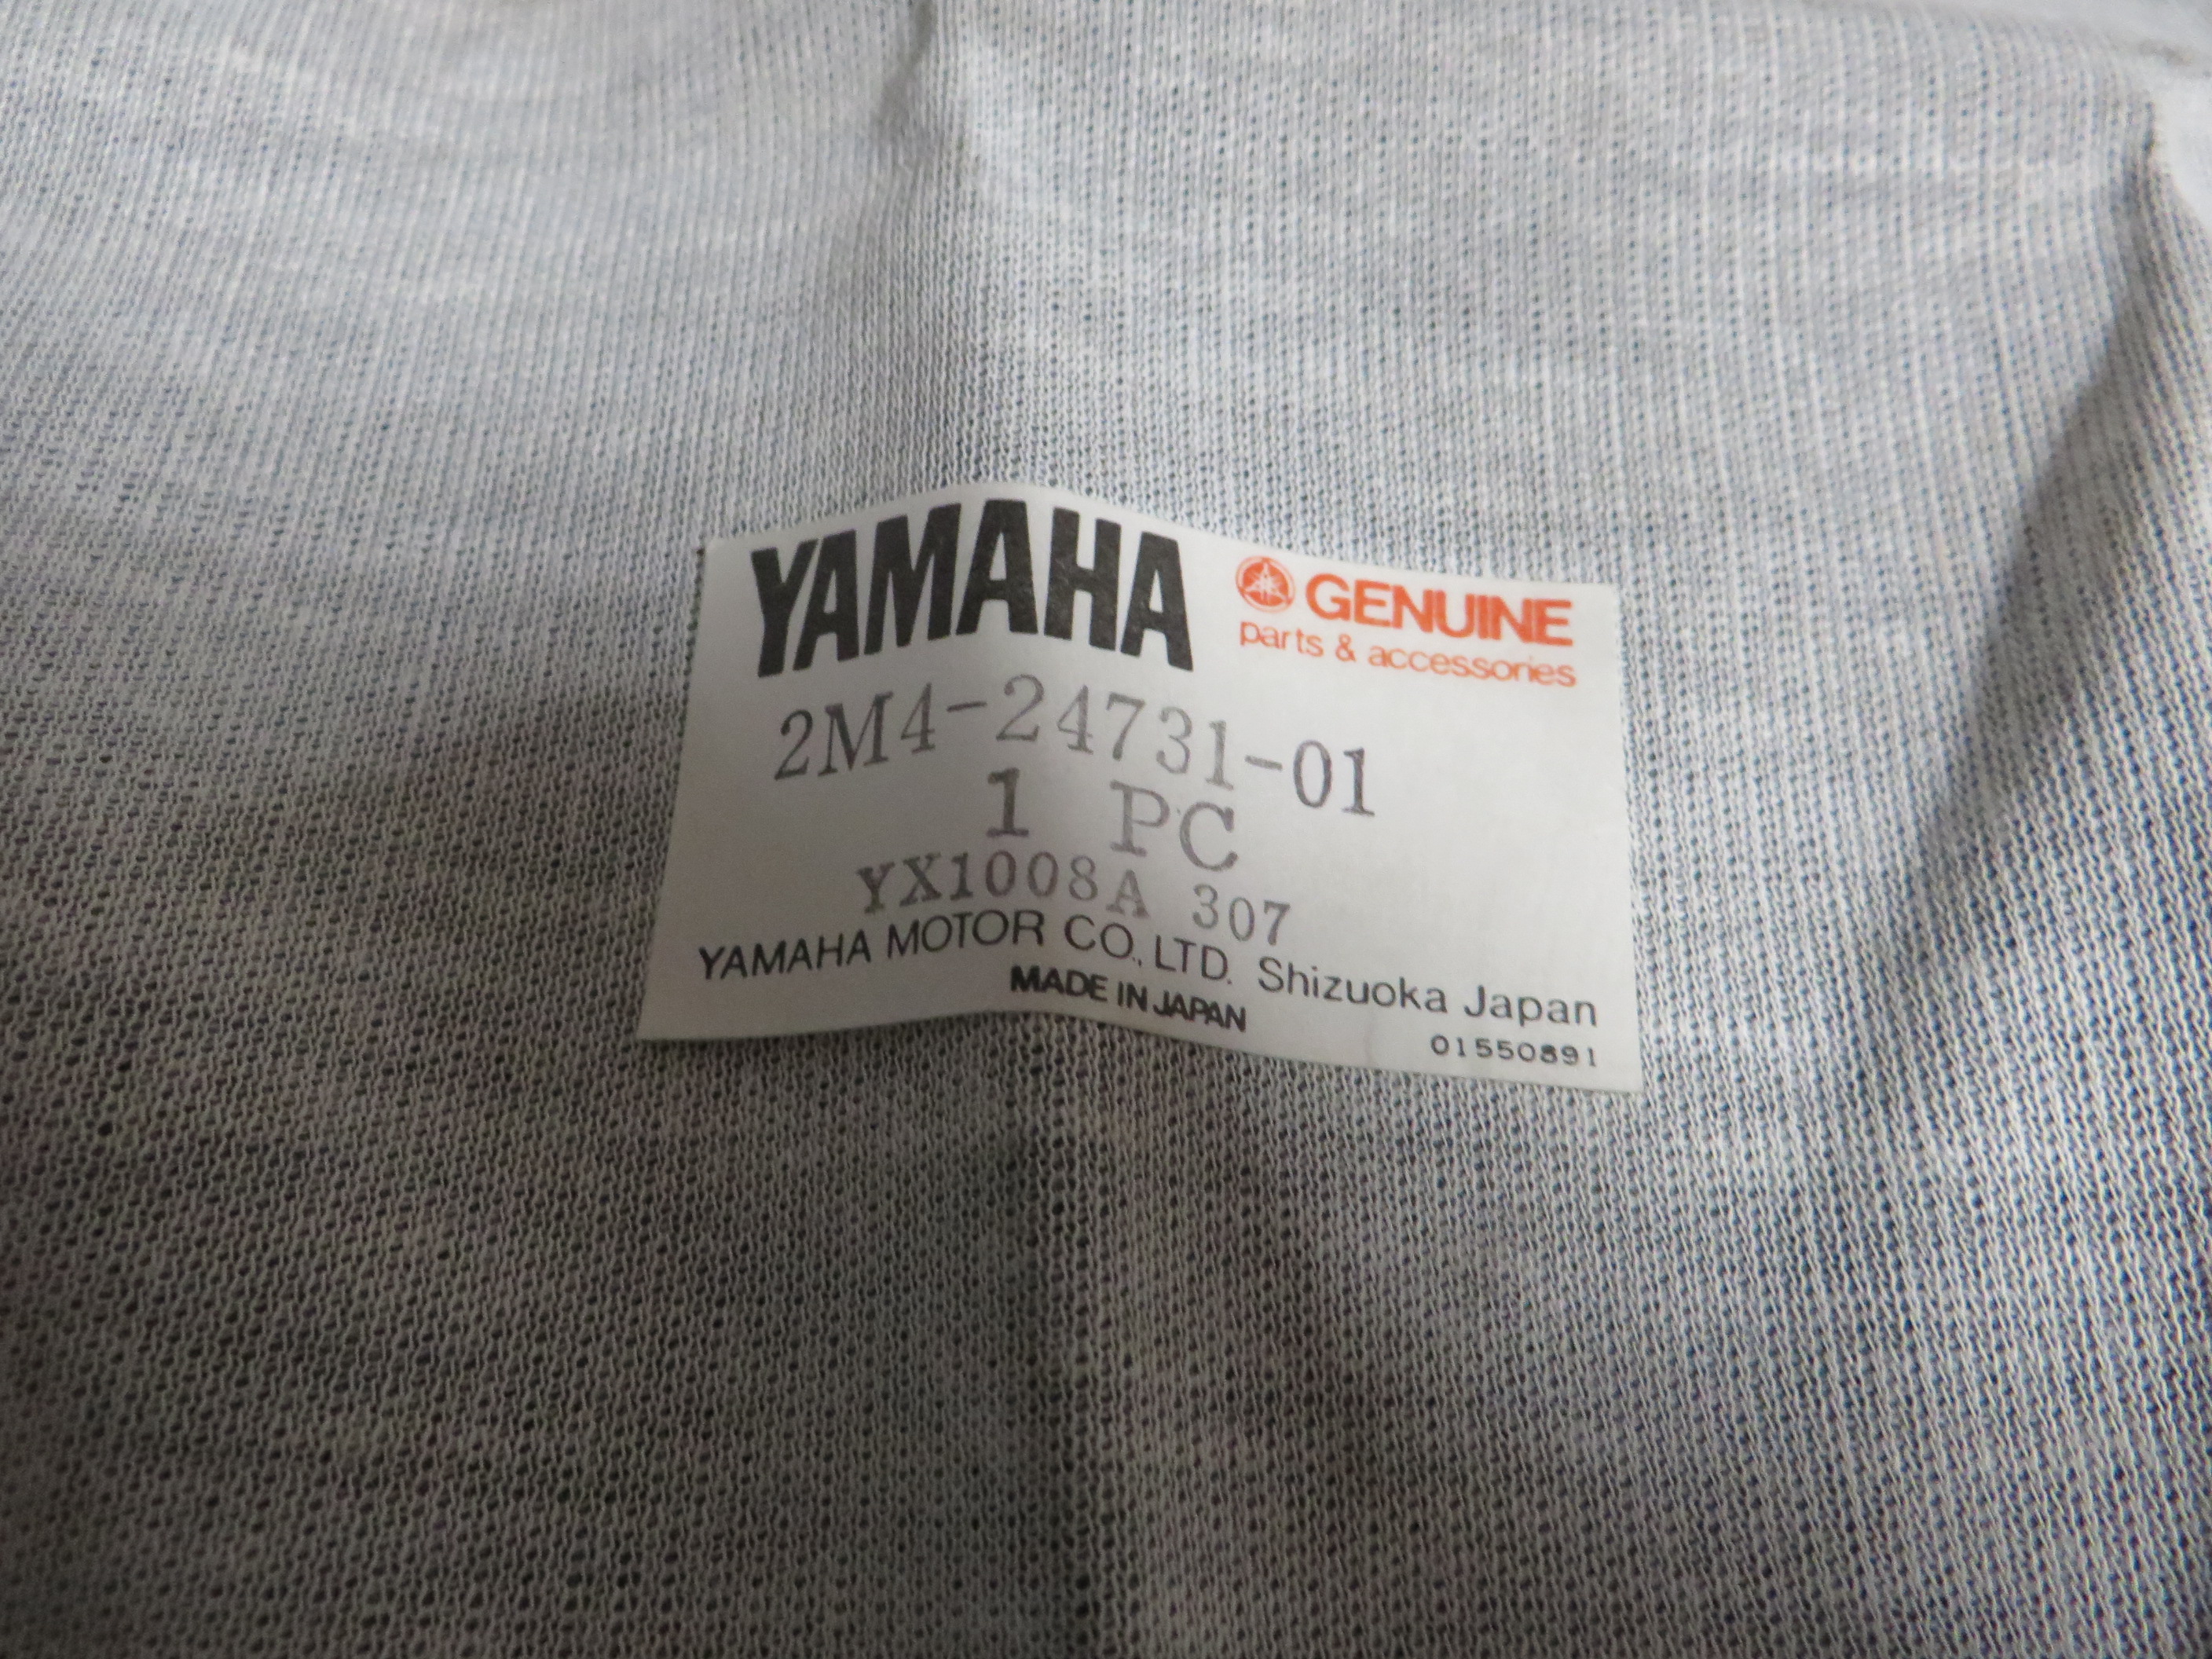 YAMAHA GENUINE
parts & accessories
2M4-24731-01
1 PC
YX1008A 307
YAMAHA MOTOR CO., LTD. Shizuoka Japan
MADE IN JAPAN
01550891